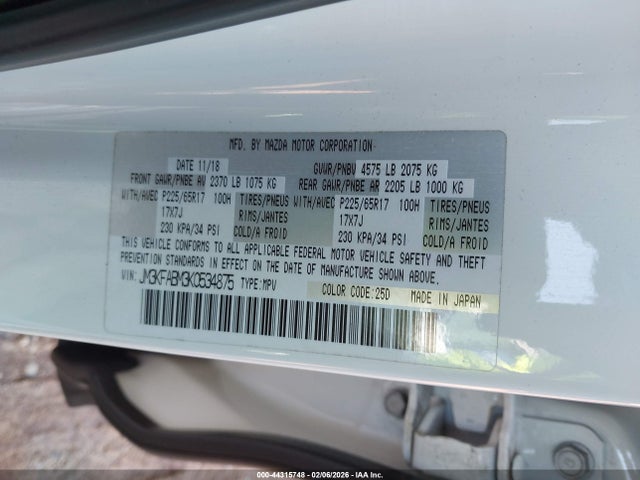 MFD. BY MAZDA MOTOR CORPORATION
DATE 11/18 GVWR/PNBV 4575 LB 2075 KG
FRONT GAWR/PNBE AV 2370 LB 1075 KG REAR GAWR/PNBE AR 2205 LB 1000 KG
WITH/AVEC P225/65R17 100H TIRES/PNEUS WITH/AVEC P225/65R17 100H TIRES/PNEUS
17X7J RIMS/JANTES 17X7J RIMS/JANTES
230 KPA/34 PSI COLD/A FROID 230 KPA/34 PSI COLD/A FROID
THIS VEHICLE CONFORMS TO ALL APPLICABLE FEDERAL MOTOR VEHICLE SAFETY AND THEFT
PREVENTION STANDARDS IN EFFECT ON THE DATE OF MANUFACTURE SHOWN ABOVE.
VIN: JM3KFABM3K0534875 TYPE:MPV COLOR CODE:25D MADE IN JAPAN
000-44315748 - 02/06/2026 - IAA Inc.